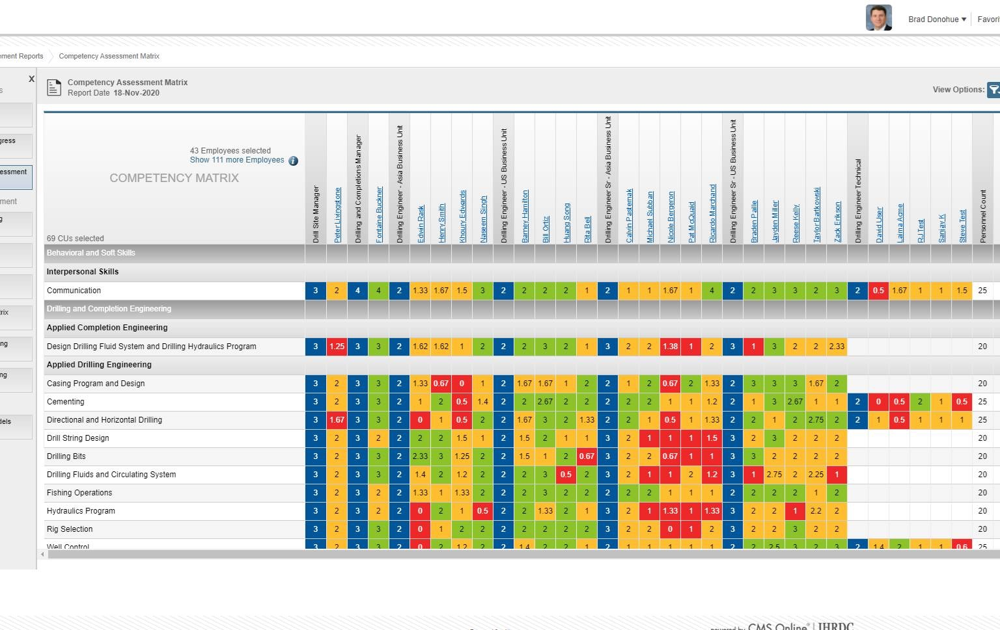 Brad Donohue ▼ Favori
ement Reports Competency Assessment Matrix
X
s
gress
essment
ment
g
trix
ng
ng
dels
Competency Assessment Matrix
Report Date 18-Nov-2020
View Options:
43 Employees selected
Show 111 more Employees i
COMPETENCY MATRIX
69 CUs selected
Drill Site Manager
Peter Livingstone
Drilling and Completions Manager
Fontaine Buckner
Drilling Engineer - Asia Business Unit
Edwin Rask
Henry Smith
Khoury Edwards
Naseem Singh
Drilling Engineer - US Business Unit
Barney Hamilton
Bill Ortiz
Huang Song
Rita Bell
Drilling Engineer Sr - Asia Business Unit
Calvin Pasternak
Michael Subban
Nicole Bergeron
Pat McQuaid
Ricardo Marchand
Drilling Engineer Sr - US Business Unit
Braden Paille
Jayden Miller
Reese Kelly
Taylor Bartkowski
Zack Erikson
Drilling Engineer Technical
David User
Laima Acme
RJ Test
Sanjay K
Steve Test
Personnel Count
Behavioral and Soft Skills
Interpersonal Skills
Communication 3 2 4 4 2 1.33 1.67 1.5 3 2 2 2 2 1 2 1 1 1.67 1 4 2 2 3 3 2 3 2 0.5 1.67 1 1 1.5 25
Drilling and Completion Engineering
Applied Completion Engineering
Design Drilling Fluid System and Drilling Hydraulics Program 3 1.25 3 3 2 1.62 1.62 1 2 2 2 3 2 1 3 2 2 1.38 1 2 3 1 3 2 2 2.33 20
Applied Drilling Engineering
Casing Program and Design 3 2 3 3 2 1.33 0.67 0 1 2 1.67 1.67 1 2 2 1 2 0.67 2 1.33 2 3 3 3 1.67 2 20
Cementing 3 2 3 3 2 1 2 0.5 1.4 2 2 2.67 2 2 2 2 2 1 1 1.2 2 1 3 2.67 1 1 2 0 0.5 2 1 0.5 25
Directional and Horizontal Drilling 3 1.67 3 3 2 0 1 0.5 2 2 1.67 3 2 1.33 2 2 1 0.5 1 1.33 2 2 1 2 2.75 2 2 1 0.5 1 1 1 25
Drill String Design 3 2 3 2 2 2 2 1.5 1 2 1.5 2 1 1 3 2 1 1 1 1.5 3 2 3 2 2 2 20
Drilling Bits 3 2 3 3 2 2.33 3 1.25 2 2 1.5 1 2 0.67 3 2 2 0.67 1 1 3 3 2 2 2 2 20
Drilling Fluids and Circulating System 3 2 3 3 2 1.4 2 1.2 2 2 2 3 0.5 2 3 2 1 1 2 1.2 3 1 2.75 2 2.25 1 20
Fishing Operations 3 2 3 2 2 1.33 1 1.33 2 2 2 3 2 2 2 2 2 1 1 1 2 2 2 2 1 2 20
Hydraulics Program 3 2 3 2 2 0 2 1 0.5 2 2 1.33 2 1 3 2 1 1.33 1 1.33 3 2 2 1 2.2 2 20
Rig Selection 3 2 3 3 2 0 1 2 2 2 2 2 2 2 3 2 2 0 1 2 3 2 2 3 2 2 20
Well Control 3 2 3 3 2 0 2 1.2 2 2 1.4 2 2 1 2 1 1 1 1 1 2 2 2.5 3 2 3 2 1.4 2 1 1 0.6 25
powered by CMS Online® | IHRDC